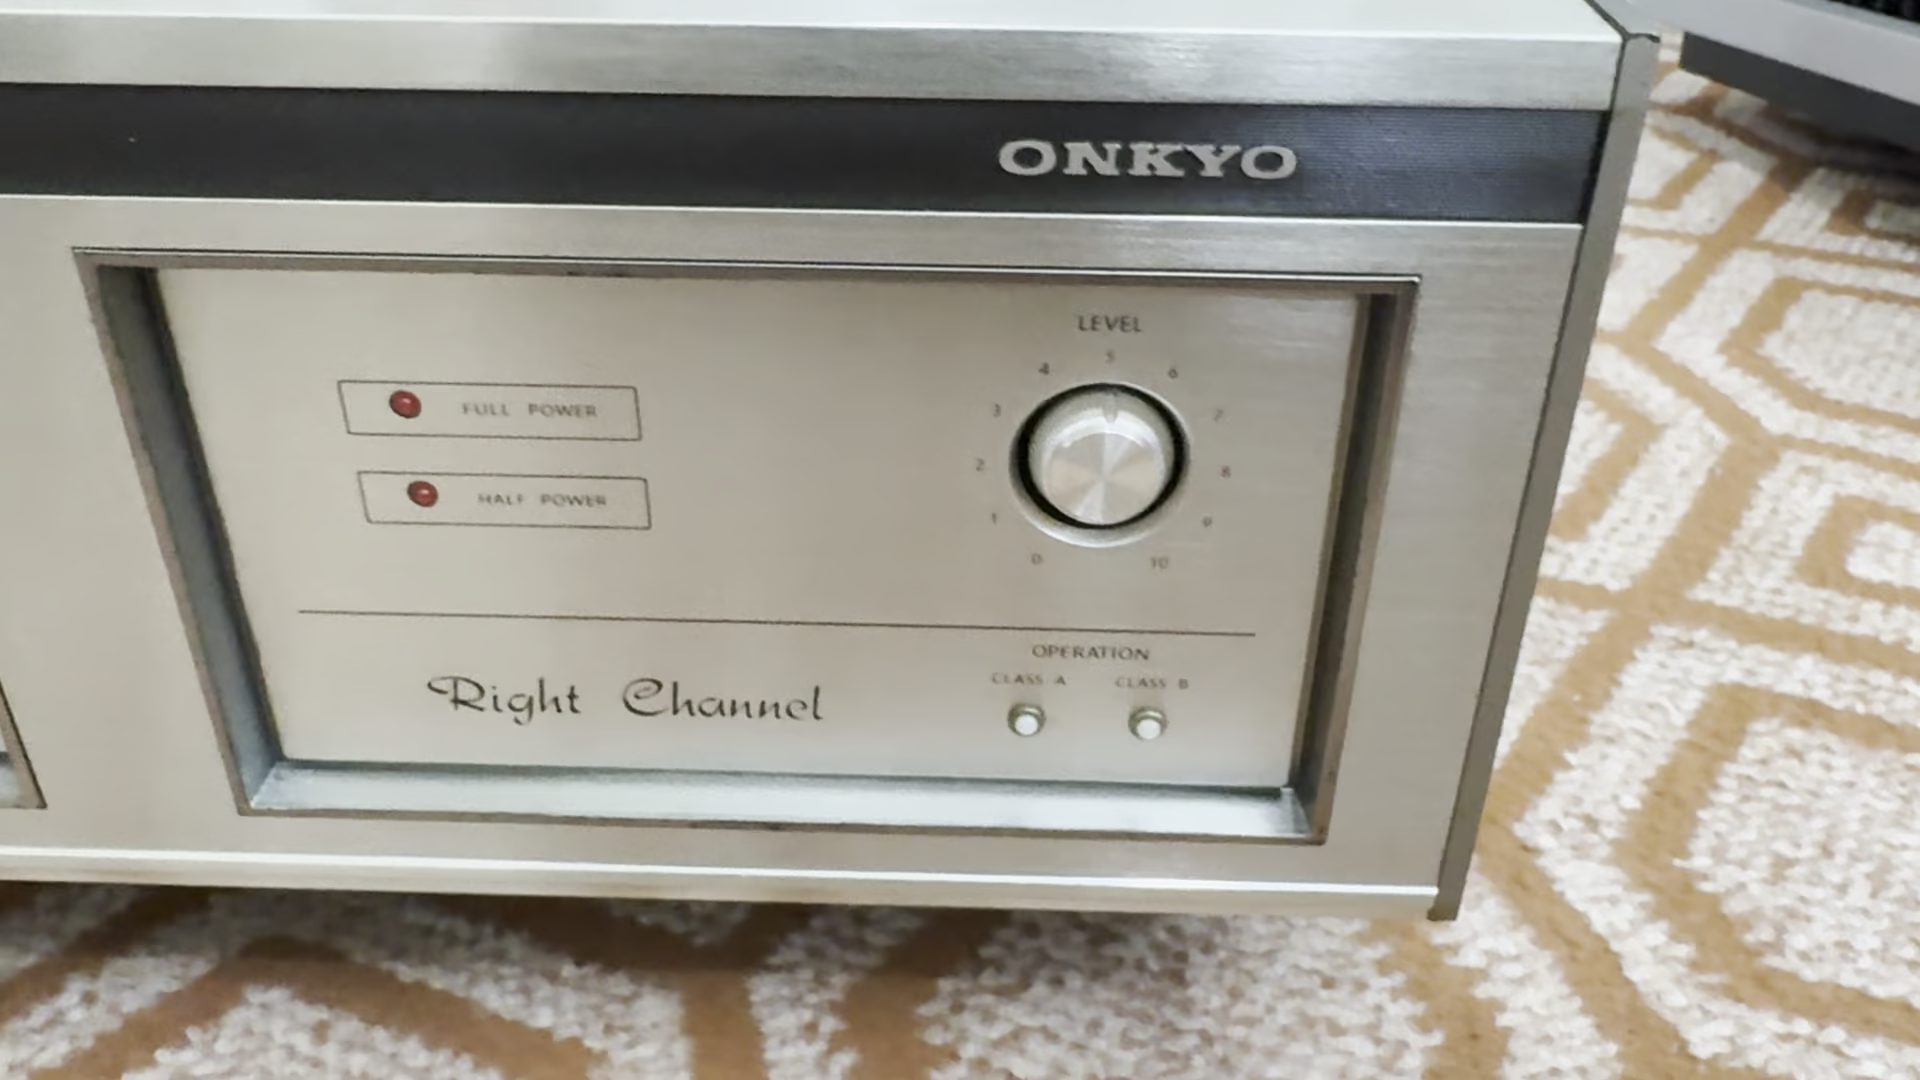 ONKYO
LEVEL
5
4
6
3
7
2
8
1
9
0
10
FULL POWER
HALF POWER
OPERATION
CLASS A
CLASS B
Right Channel